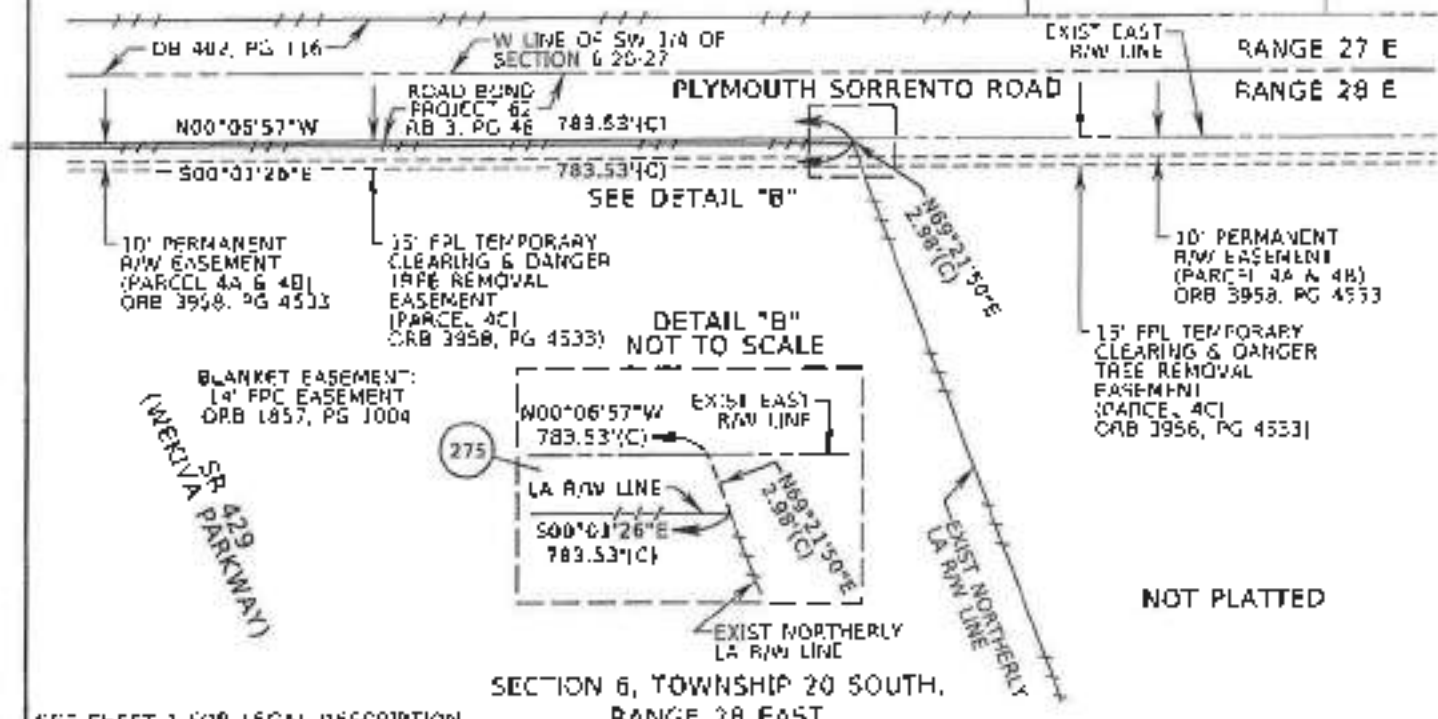 DB 402, PG 116
W LINE OF SW 1/4 OF
SECTION 6 20-27
EXIST EAST
R/W LINE
RANGE 27 E
RANGE 28 E
ROAD BOND
PROJECT 62
RB 3, PG 46
PLYMOUTH SORRENTO ROAD
N00°06'57"W
783.53'(C)
S00°01'26"E
783.53'(C)
SEE DETAIL "B"
N69°21'50"E
2.98'(C)
10' PERMANENT
R/W EASEMENT
(PARCEL 4A & 4B)
ORB 3958, PG 4533
15' FPL TEMPORARY
CLEARING & DANGER
TREE REMOVAL
EASEMENT
(PARCEL 4C)
ORB 3958, PG 4533)
10' PERMANENT
R/W EASEMENT
(PARCEL 4A & 4B)
ORB 3958, PG 4533
15' FPL TEMPORARY
CLEARING & DANGER
TREE REMOVAL
EASEMENT
(PARCEL 4C)
ORB 3958, PG 4533)
BLANKET EASEMENT:
14' FPC EASEMENT
ORB 1857, PG 1004
SR 429
(WEKIVA PARKWAY)
DETAIL "B"
NOT TO SCALE
N00°06'57"W
783.53'(C)
EXIST EAST
R/W LINE
275
LA R/W LINE
S00°01'26"E
783.53'(C)
N69°21'50"E
2.98'(C)
EXIST NORTHERLY
LA R/W LINE
EXIST NORTHERLY
LA R/W LINE
NOT PLATTED
SECTION 6, TOWNSHIP 20 SOUTH,
RANGE 28 EAST
SEE SHEET 1 FOR LEGAL DESCRIPTION